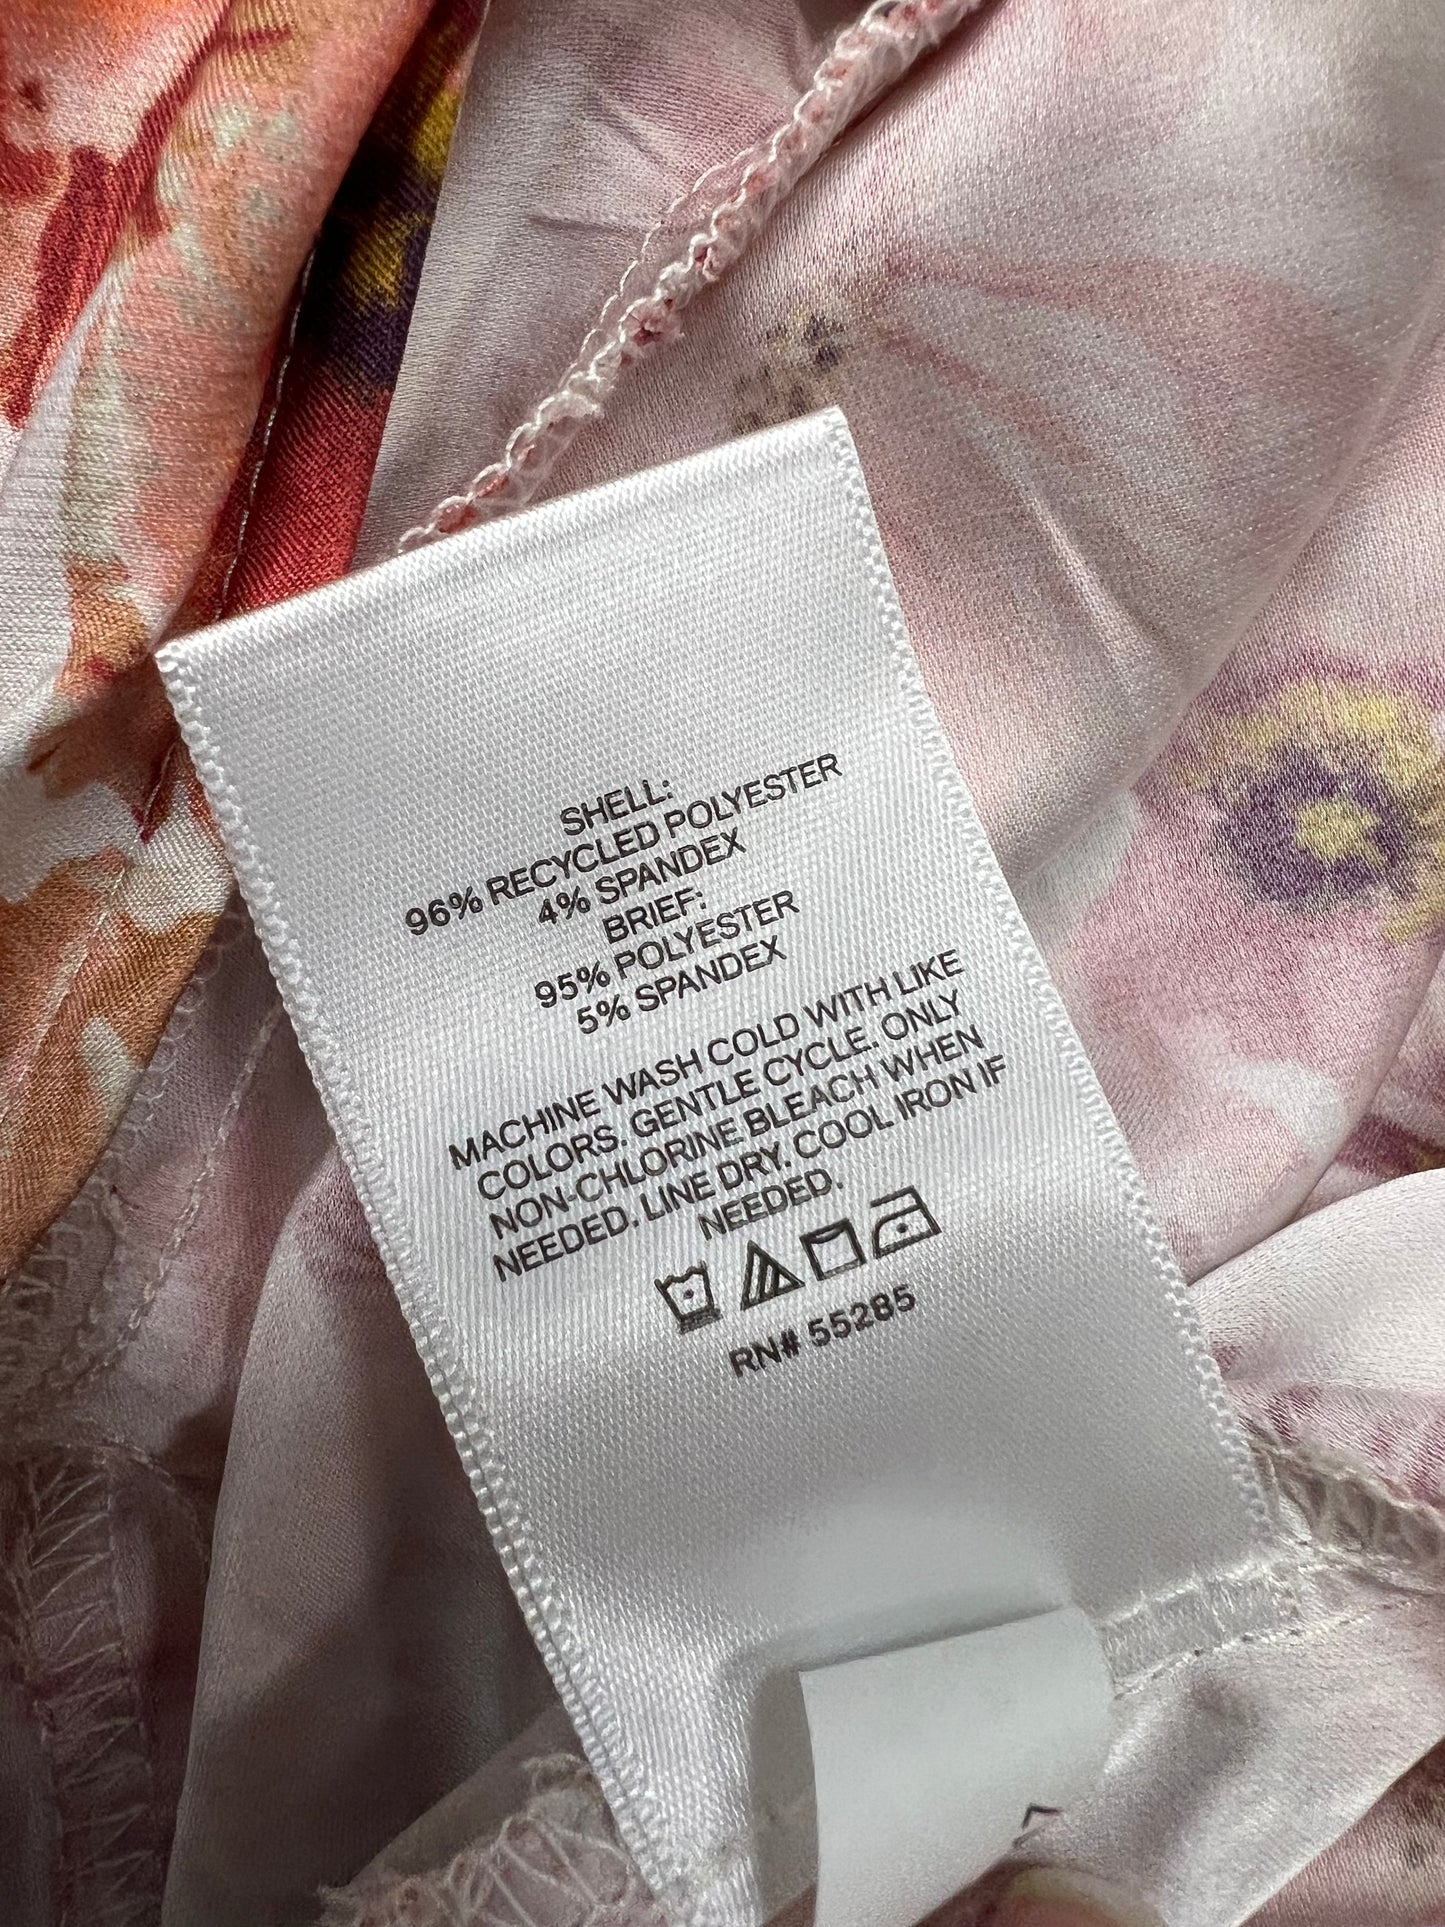 SHELL:
96% RECYCLED POLYESTER
4% SPANDEX
BRIEF:
95% POLYESTER
5% SPANDEX
MACHINE WASH COLD WITH LIKE
COLORS. GENTLE CYCLE. ONLY
NON-CHLORINE BLEACH WHEN
NEEDED. LINE DRY. COOL IRON IF
NEEDED.
RN# 55285